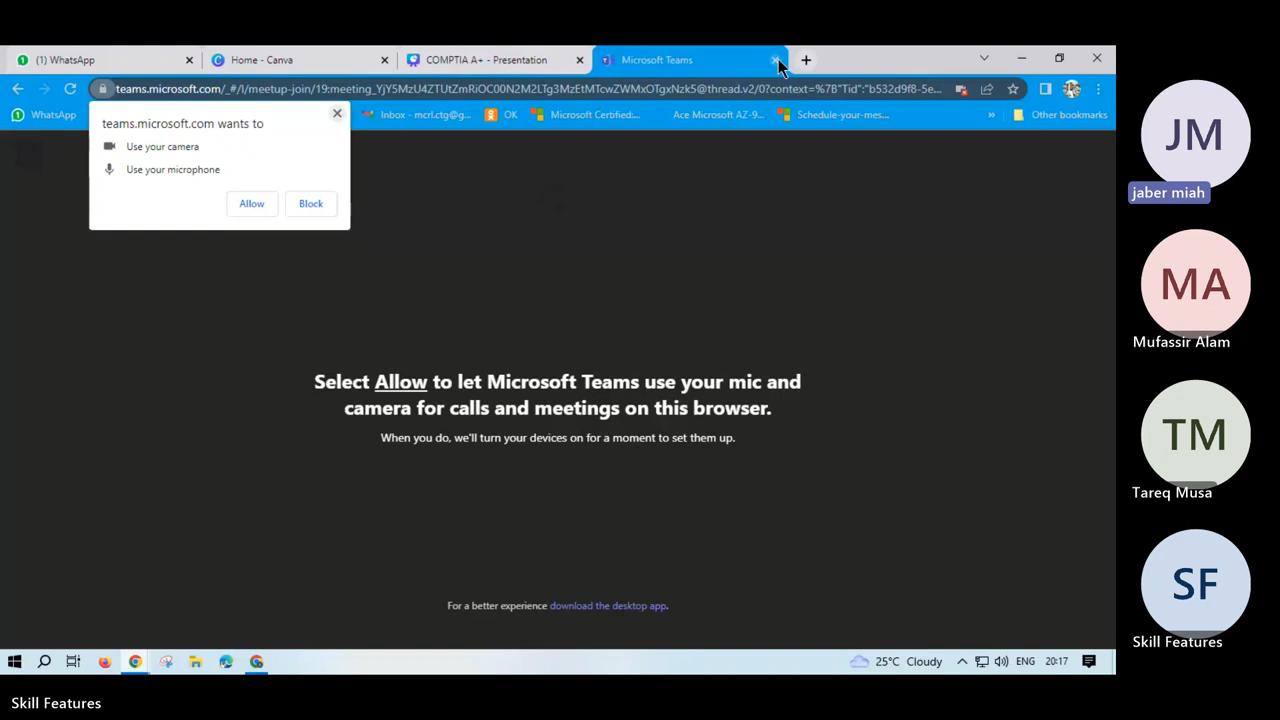 (1) WhatsApp
Home - Canva
COMPTIA A+ - Presentation
Microsoft Teams
teams.microsoft.com/_#/l/meetup-join/19:meeting_YjY5MzU4ZTUtZmRiOC00N2M2LTg3MzEtMTcwZWMxOTgxNzk5@thread.v2/0?context=%7B"Tid":"b532d9f8-5e...
WhatsApp
Inbox - mcrl.ctg@g...
OK
Microsoft Certified:...
Ace Microsoft AZ-9...
Schedule-your-mes...
»
Other bookmarks
teams.microsoft.com wants to
Use your camera
Use your microphone
Allow
Block
Select Allow to let Microsoft Teams use your mic and
camera for calls and meetings on this browser.
When you do, we'll turn your devices on for a moment to set them up.
For a better experience download the desktop app.
25°C Cloudy
ENG
20:17
JM
jaber miah
MA
Mufassir Alam
TM
Tareq Musa
SF
Skill Features
Skill Features